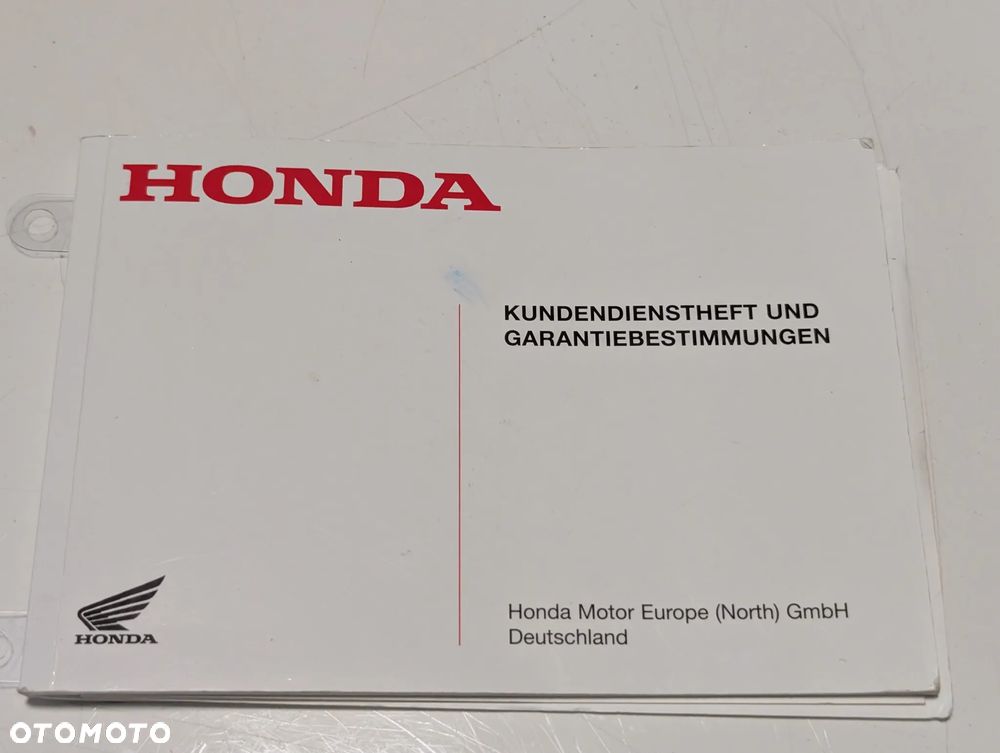 HONDA
KUNDENDIENSTHEFT UND
GARANTIEBESTIMMUNGEN
Honda Motor Europe (North) GmbH
Deutschland
HONDA
OTOMOTO